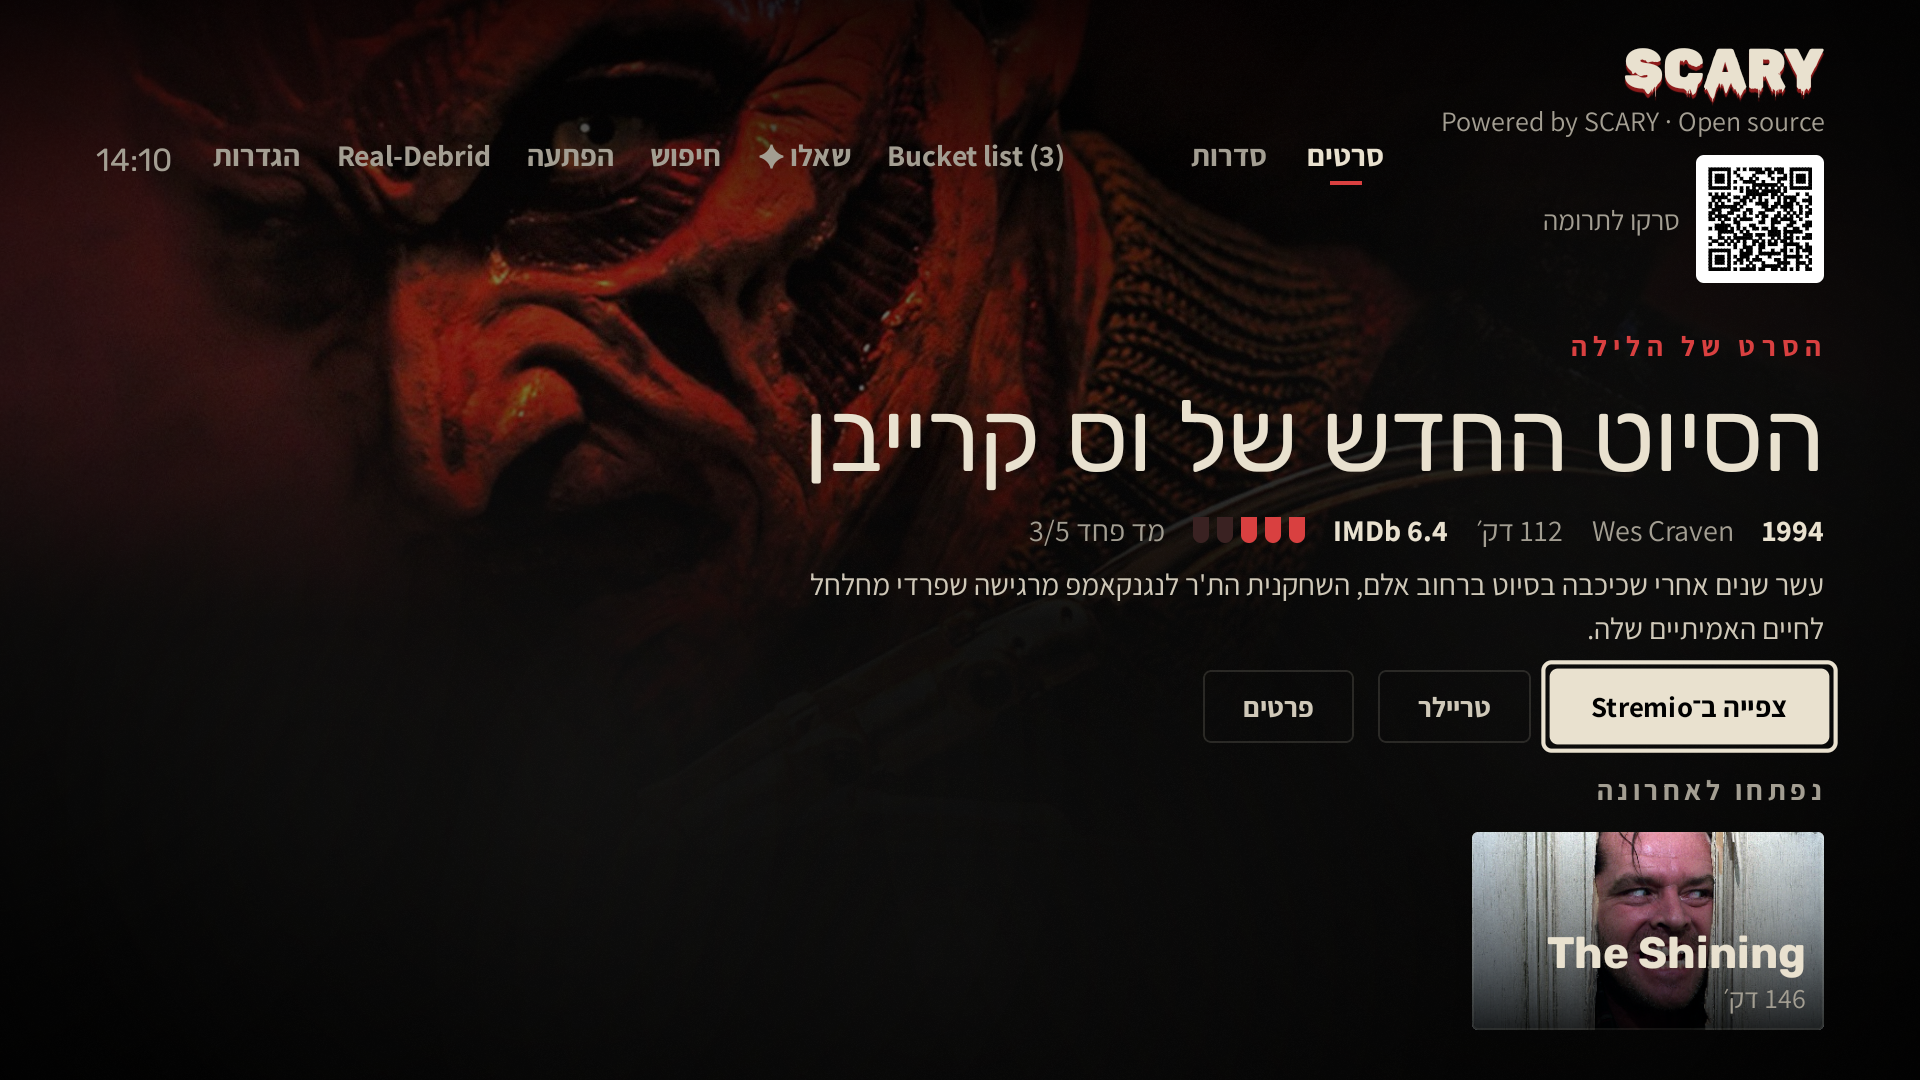 SCARY
Powered by SCARY · Open source
סרטים
סדרות
Bucket list (3)
שאלו ✦
חיפוש
הפתעה
Real-Debrid
הגדרות
14:10
סרקו לתרומה
הסרט של הלילה
הסיוט החדש של וס קרייבן
1994 Wes Craven 112 דק׳ IMDb 6.4 מד פחד 3/5
עשר שנים אחרי שכיכבה בסיוט ברחוב אלם, השחקנית הת'ר לנגנקאמפ מרגישה שפרדי מחלחל
לחיים האמיתיים שלה.
צפייה ב־Stremio
טריילר
פרטים
נפתחו לאחרונה
The Shining
146 דק׳